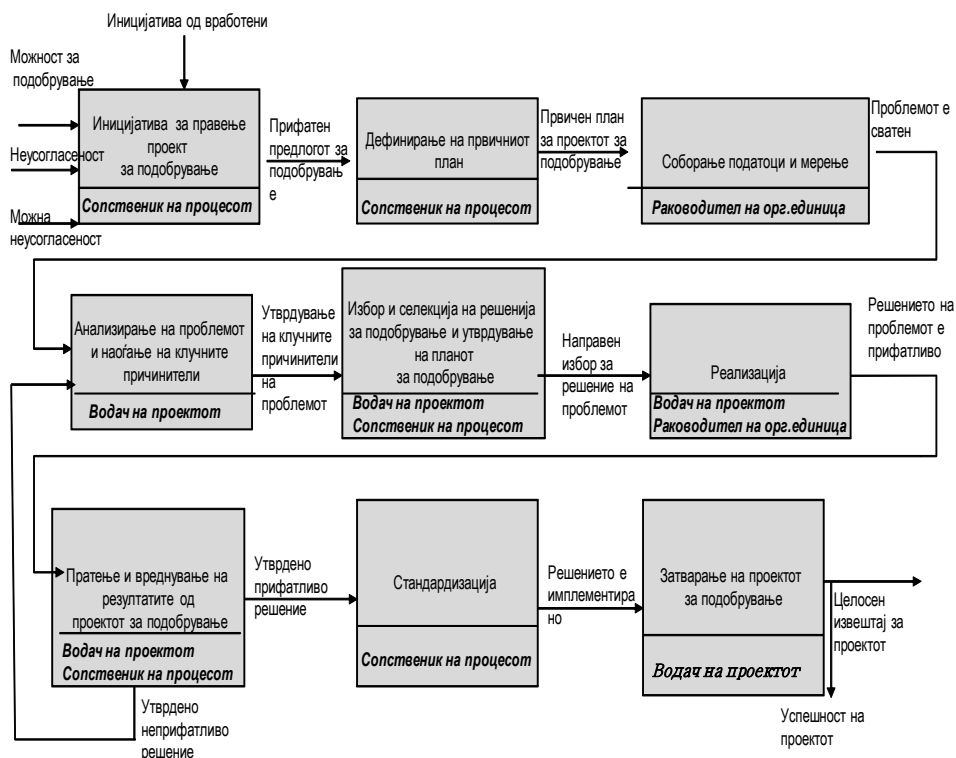 Иницијатива од вработени
Можност за
подобрување
Неусогласеност
Можна
неусогласеност
Иницијатива за правење
проект
за подобрување
Сопственик на процесот
Прифатен
предлогот за
подобрувањ
е
Дефинирање на првичниот
план
Сопственик на процесот
Првичен план
за проектот за
подобрување
Соборање податоци и мерење
Раководител на орг.единица
Проблемот е
сватен
Анализирање на проблемот
и наоѓање на клучните
причинители
Водач на проектот
Утврдување
на клучните
причинители
на
проблемот
Избор и селекција на решенија
за подобрување и утврдување
на планот
за подобрување
Водач на проектот
Сопственик на процесот
Направен
избор за
решение на
проблемот
Реализација
Водач на проектот
Раководител на орг.единица
Решението на
проблемот е
прифатливо
Пратење и вреднување на
резултатите од
проектот за подобрување
Водач на проектот
Сопственик на процесот
Утврдено
прифатливо
решение
Утврдено
неприфатливо
решение
Стандардизација
Сопственик на процесот
Решението е
имплементира
но
Затварање на проектот
за подобрување
Водач на проектот
Целосен
извештај за
проектот
Успешност на
проектот